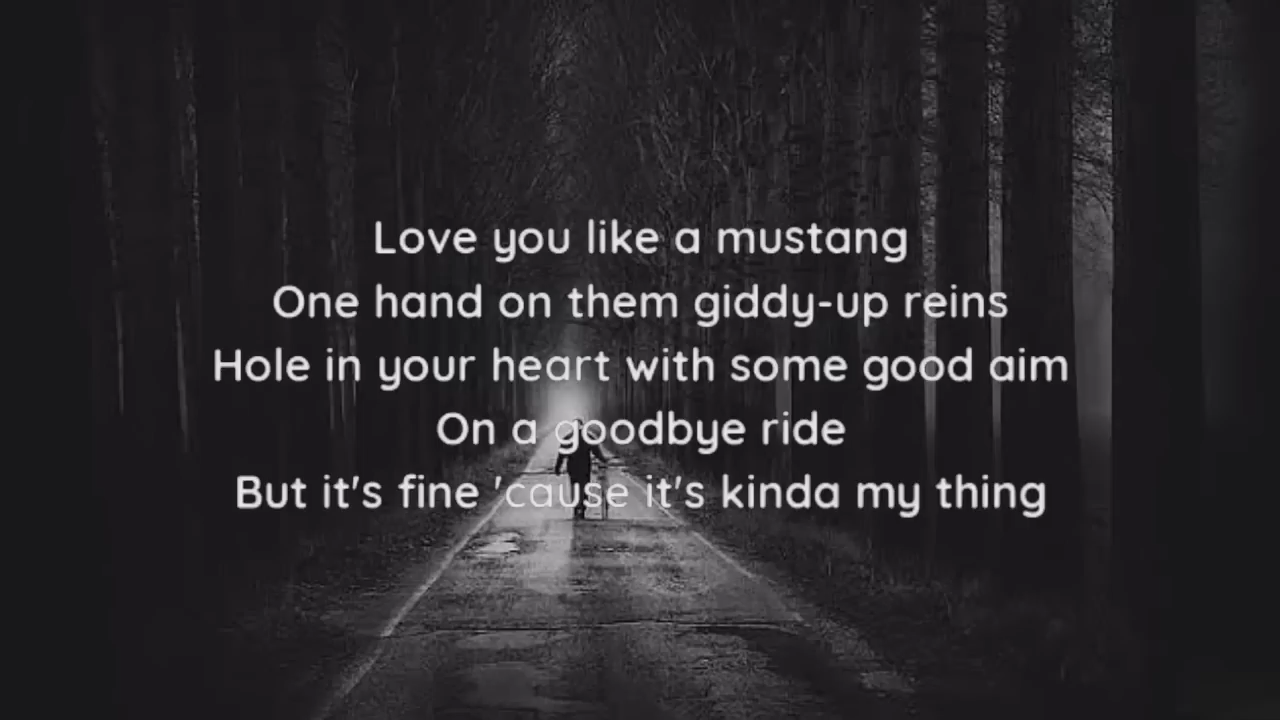 Love you like a mustang
One hand on them giddy-up reins
Hole in your heart with some good aim
On a goodbye ride
But it's fine 'cause it's kinda my thing